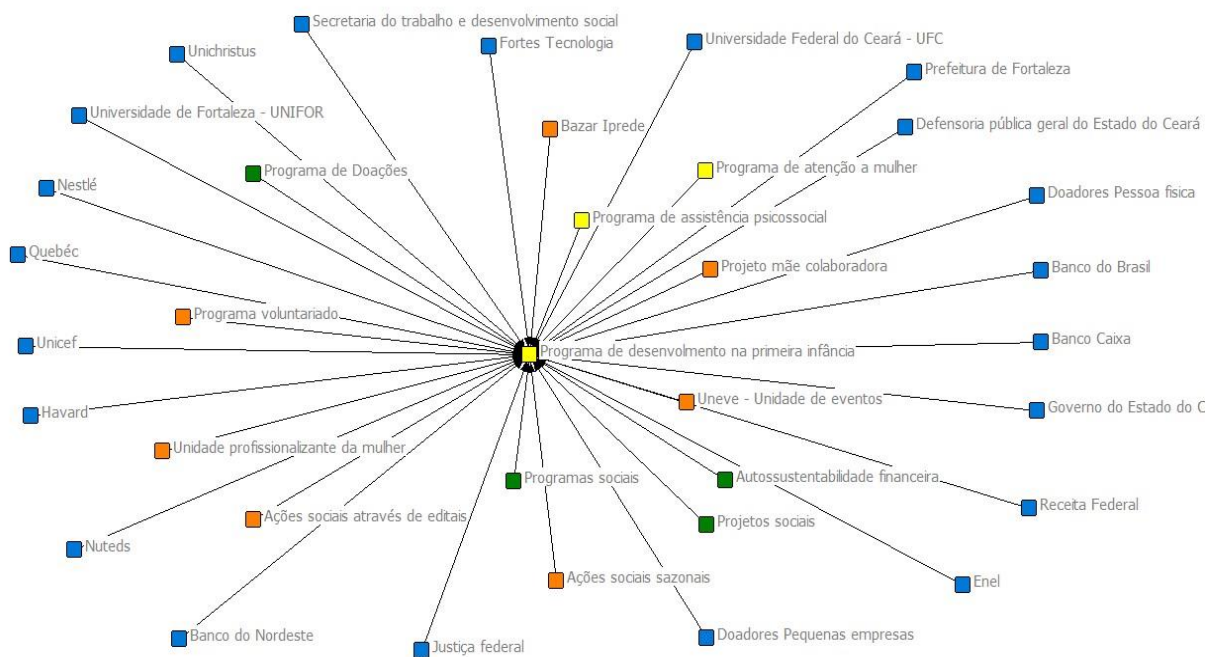 Secretaria do trabalho e desenvolvimento social
Fortes Tecnologia
Universidade Federal do Ceará - UFC
Unichristus
Prefeitura de Fortaleza
Universidade de Fortaleza - UNIFOR
Bazar Iprede
Defensoria pública geral do Estado do Ceará
Programa de Doações
Programa de atenção a mulher
Nestlé
Doadores Pessoa fisica
Programa de assistência psicossocial
Quebéc
Projeto mãe colaboradora
Banco do Brasil
Programa voluntariado
Unicef
Programa de desenvolmento na primeira infância
Banco Caixa
Havard
Uneve - Unidade de eventos
Governo do Estado do C
Unidade profissionalizante da mulher
Programas sociais
Autossustentabilidade financeira
Receita Federal
Ações sociais através de editais
Projetos sociais
Nuteds
Ações sociais sazonais
Enel
Banco do Nordeste
Justiça federal
Doadores Pequenas empresas